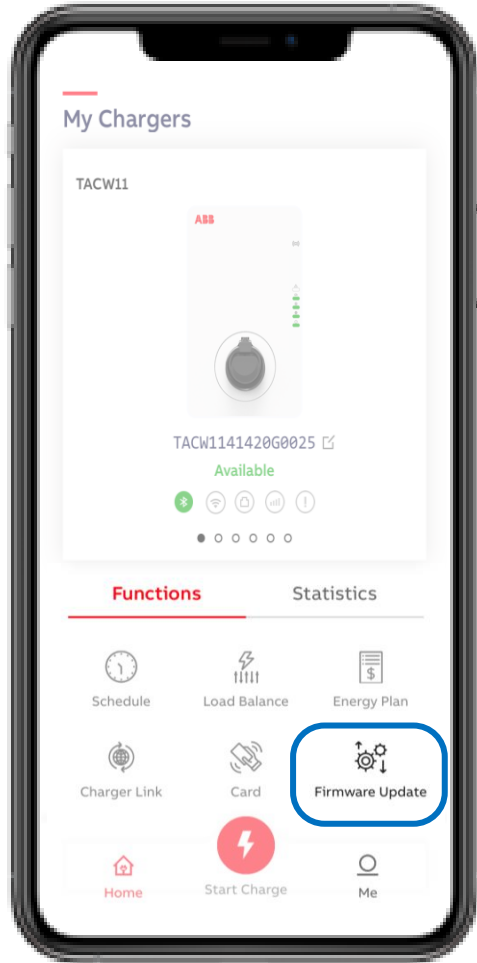 My Chargers
TACW11
ABB
TACW1141420G0025
Available
Functions Statistics
Schedule Load Balance Energy Plan
Charger Link Card Firmware Update
Home Start Charge Me